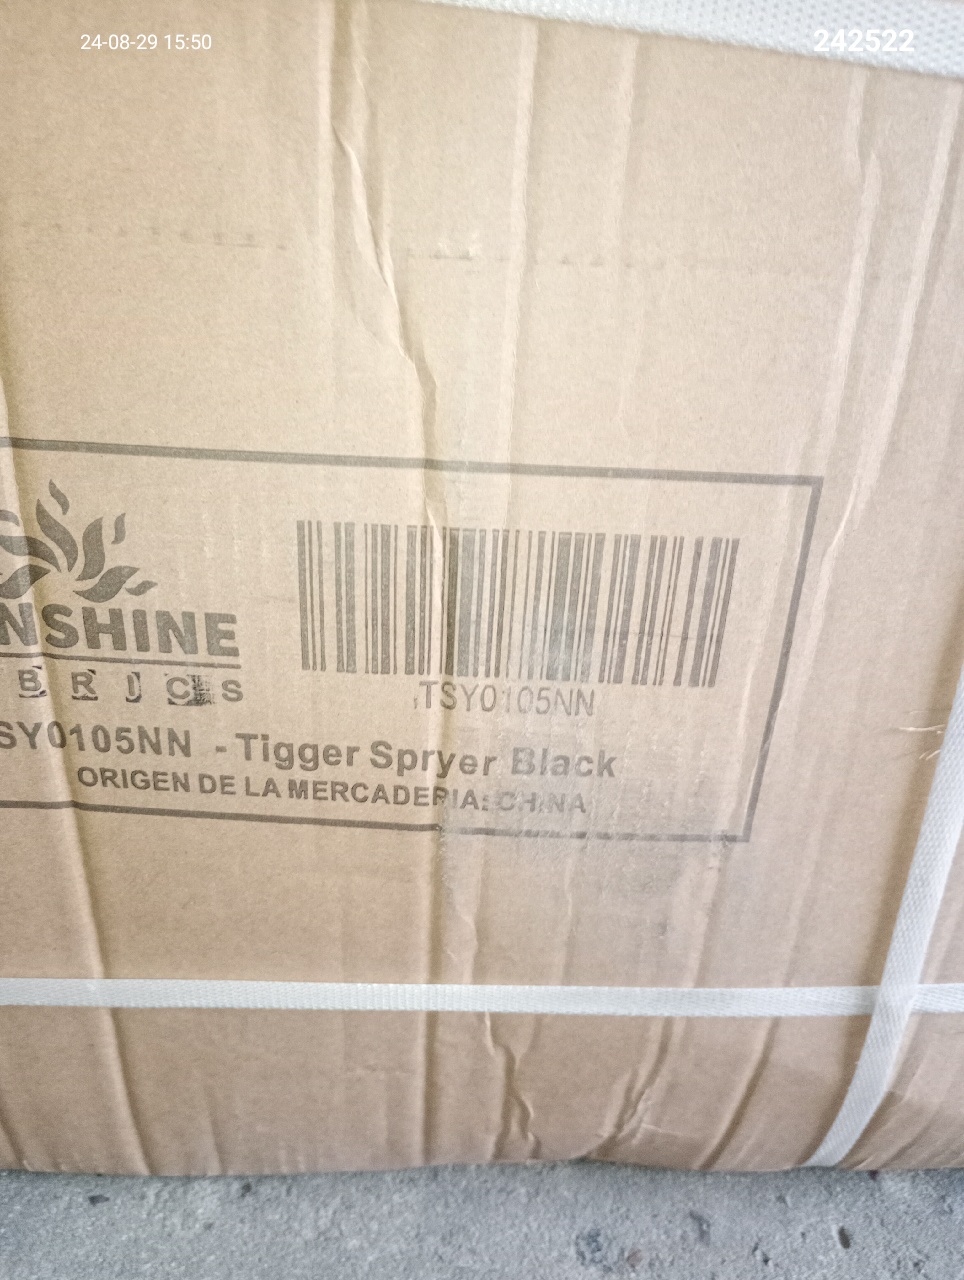 24-08-29 15:50
242522
NSHINE
B R I C S
TSY0105NN
SY0105NN - Tigger Spryer Black
ORIGEN DE LA MERCADERIA: CHINA